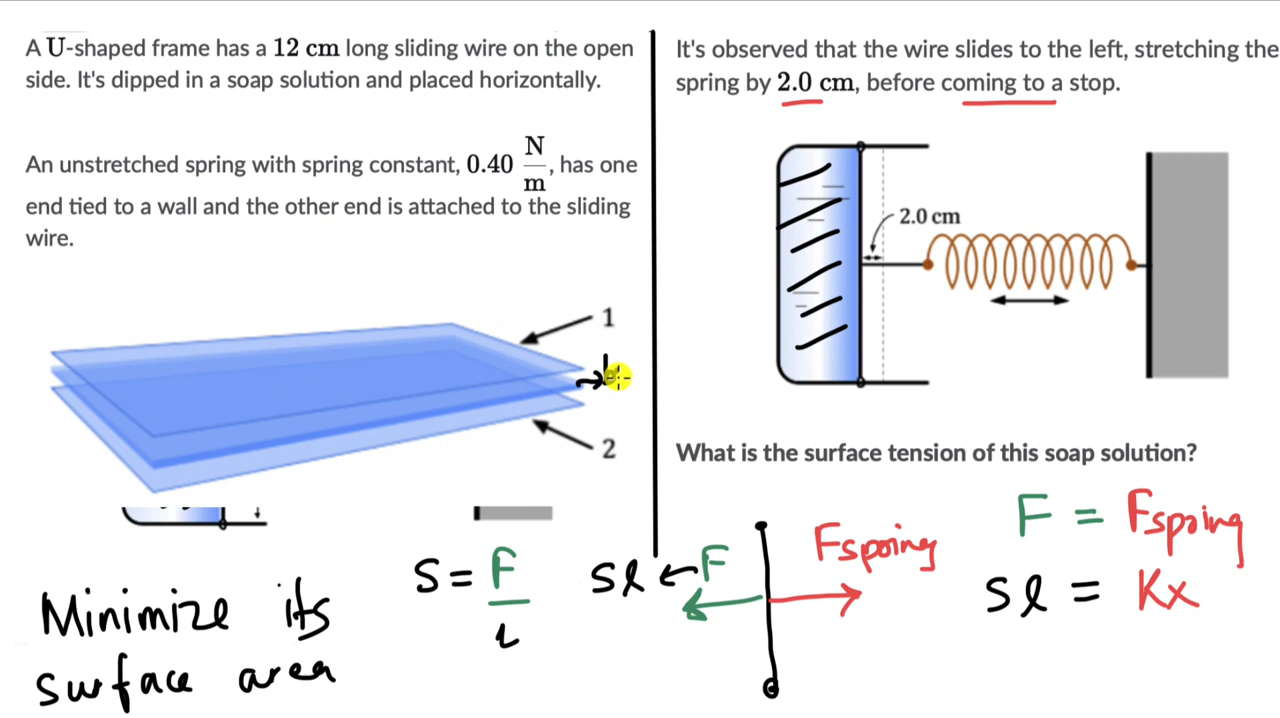 A U-shaped frame has a 12 cm long sliding wire on the open
side. It's dipped in a soap solution and placed horizontally.
An unstretched spring with spring constant, 0.40 N/m, has one
end tied to a wall and the other end is attached to the sliding
wire.
1
2
Minimize its
surface area
S = F/l
It's observed that the wire slides to the left, stretching the
spring by 2.0 cm, before coming to a stop.
2.0 cm
What is the surface tension of this soap solution?
Sl ← F
Fspring
F = Fspring
Sl = Kx